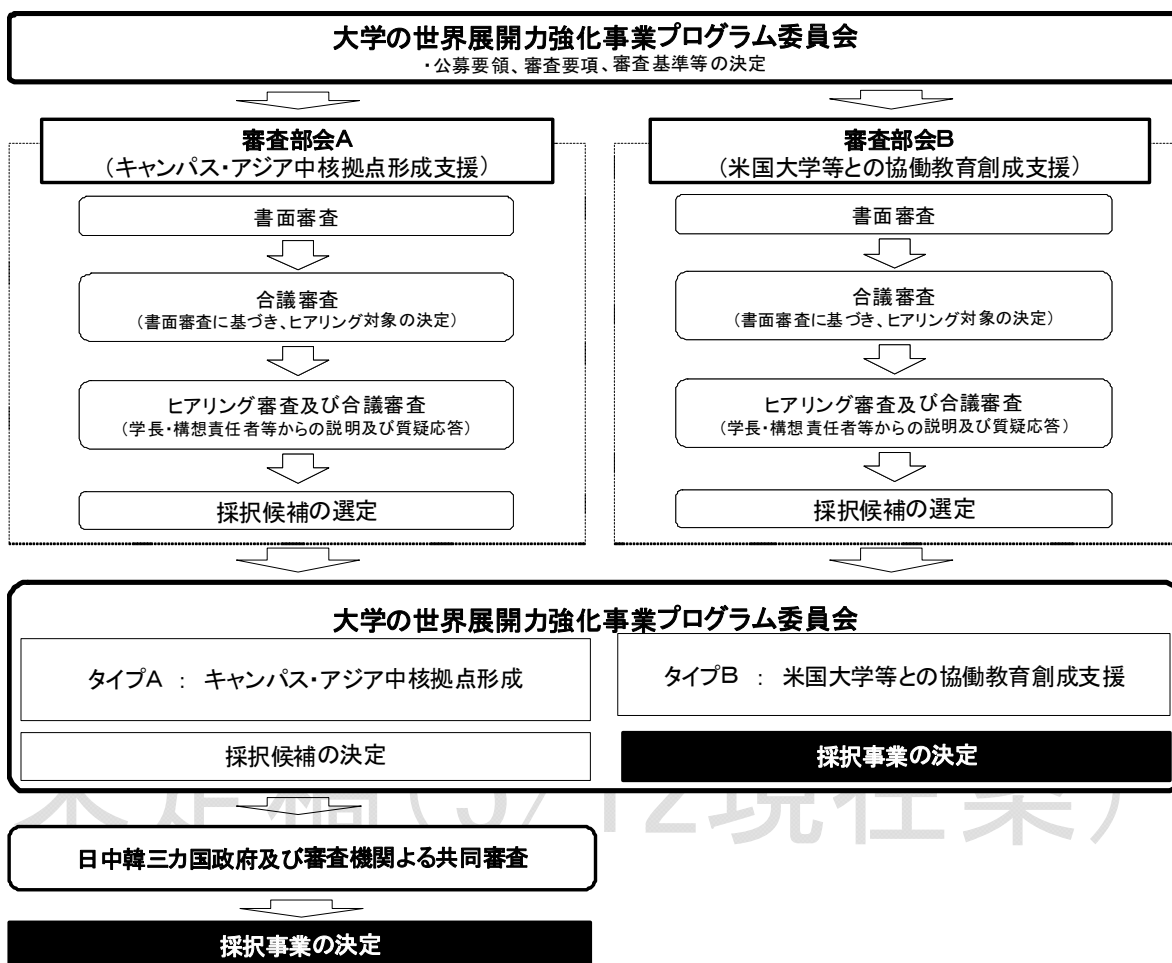 大学の世界展開力強化事業プログラム委員会
・公募要領、審査要項、審査基準等の決定
審査部会A
（キャンパス・アジア中核拠点形成支援）
書面審査
合議審査
（書面審査に基づき、ヒアリング対象の決定）
ヒアリング審査及び合議審査
（学長・構想責任者等からの説明及び質疑応答）
採択候補の選定
審査部会B
（米国大学等との協働教育創成支援）
書面審査
合議審査
（書面審査に基づき、ヒアリング対象の決定）
ヒアリング審査及び合議審査
（学長・構想責任者等からの説明及び質疑応答）
採択候補の選定
大学の世界展開力強化事業プログラム委員会
タイプA ： キャンパス・アジア中核拠点形成
採択候補の決定
タイプB ： 米国大学等との協働教育創成支援
採択事業の決定
未定稿(5/12現在案)
日中韓三カ国政府及び審査機関よる共同審査
採択事業の決定